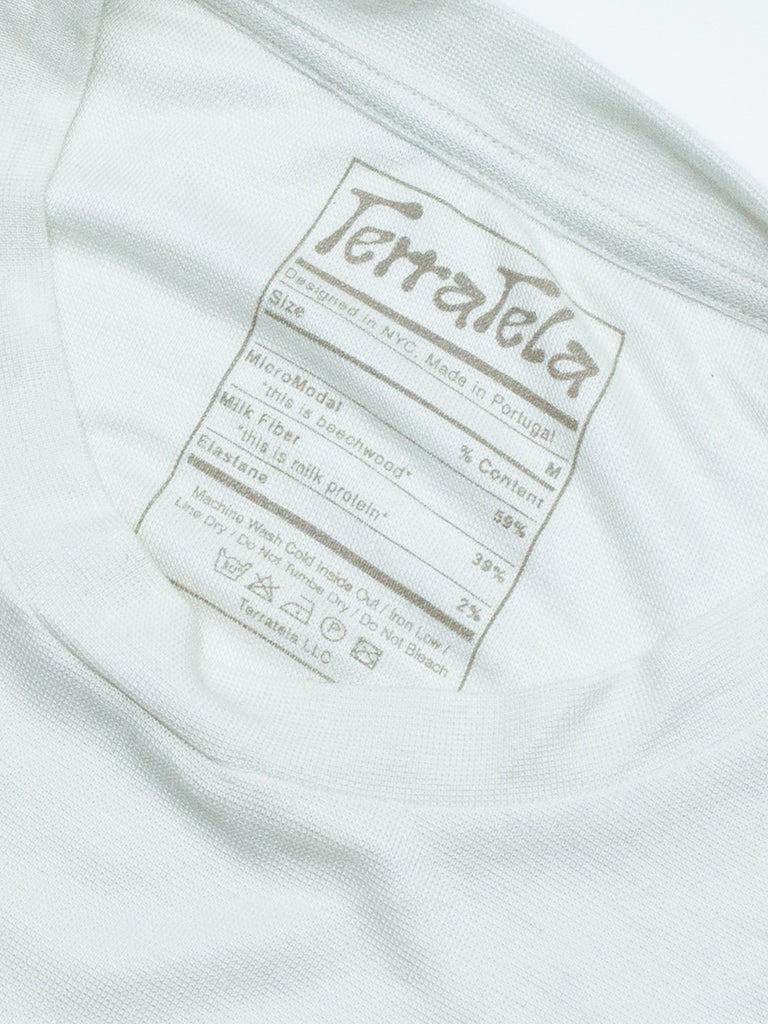 TerraTela
Designed in NYC, Made in Portugal
Size M
% Content
MicroModal 59%
"this is beechwood"
Milk Fiber 39%
"this is milk protein"
Elastane 2%
Machine Wash Cold Inside Out / Iron Low /
Line Dry / Do Not Tumble Dry / Do Not Bleach
30° P
Terratela LLC